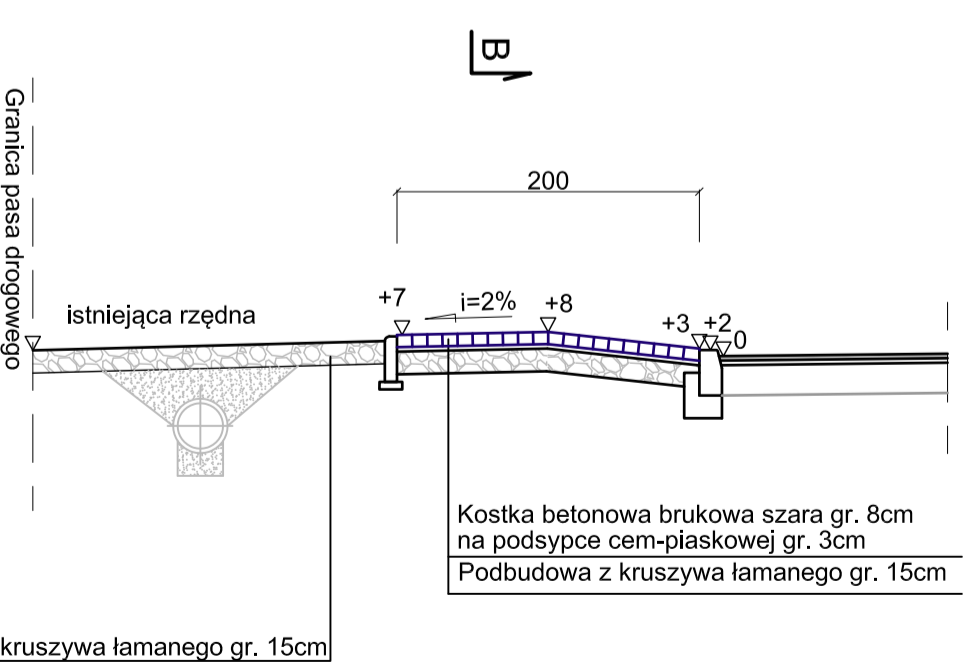 B
Granica pasa drogowego
200
istniejąca rzędna
+7
i=2%
+8
+3
+2
0
Kostka betonowa brukowa szara gr. 8cm
na podsypce cem-piaskowej gr. 3cm
Podbudowa z kruszywa łamanego gr. 15cm
kruszywa łamanego gr. 15cm